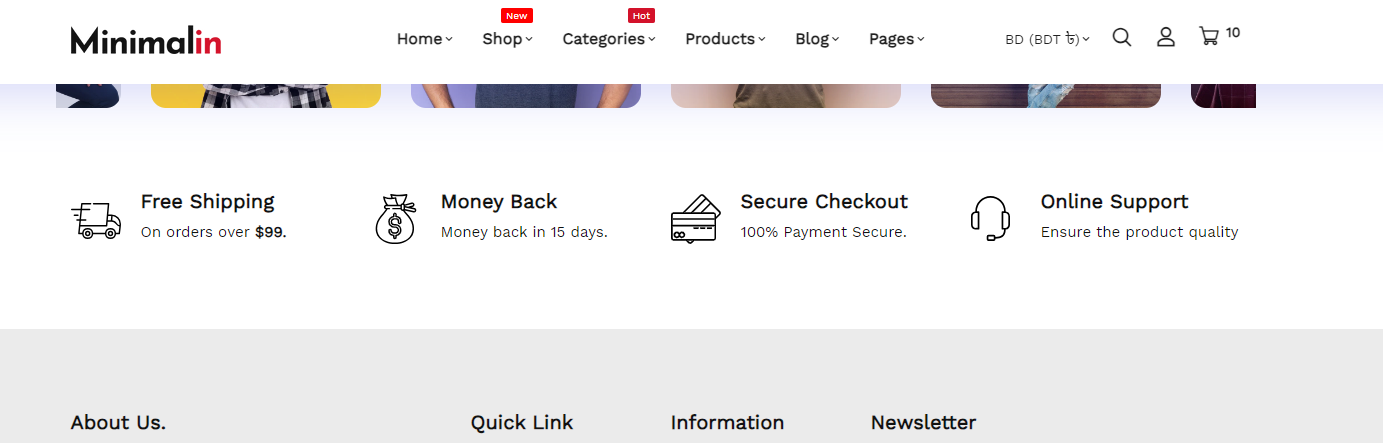 New
Hot
Minimalin
Home
Shop
Categories
Products
Blog
Pages
BD (BDT ৳)
10
Free Shipping
On orders over $99.
Money Back
Money back in 15 days.
Secure Checkout
100% Payment Secure.
Online Support
Ensure the product quality
About Us.
Quick Link
Information
Newsletter